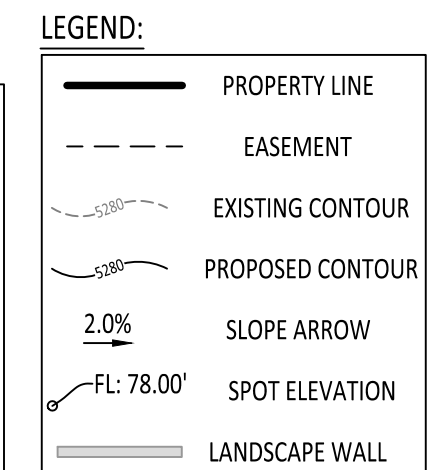 LEGEND:
PROPERTY LINE
EASEMENT
5280 EXISTING CONTOUR
5280 PROPOSED CONTOUR
2.0% SLOPE ARROW
FL: 78.00' SPOT ELEVATION
LANDSCAPE WALL